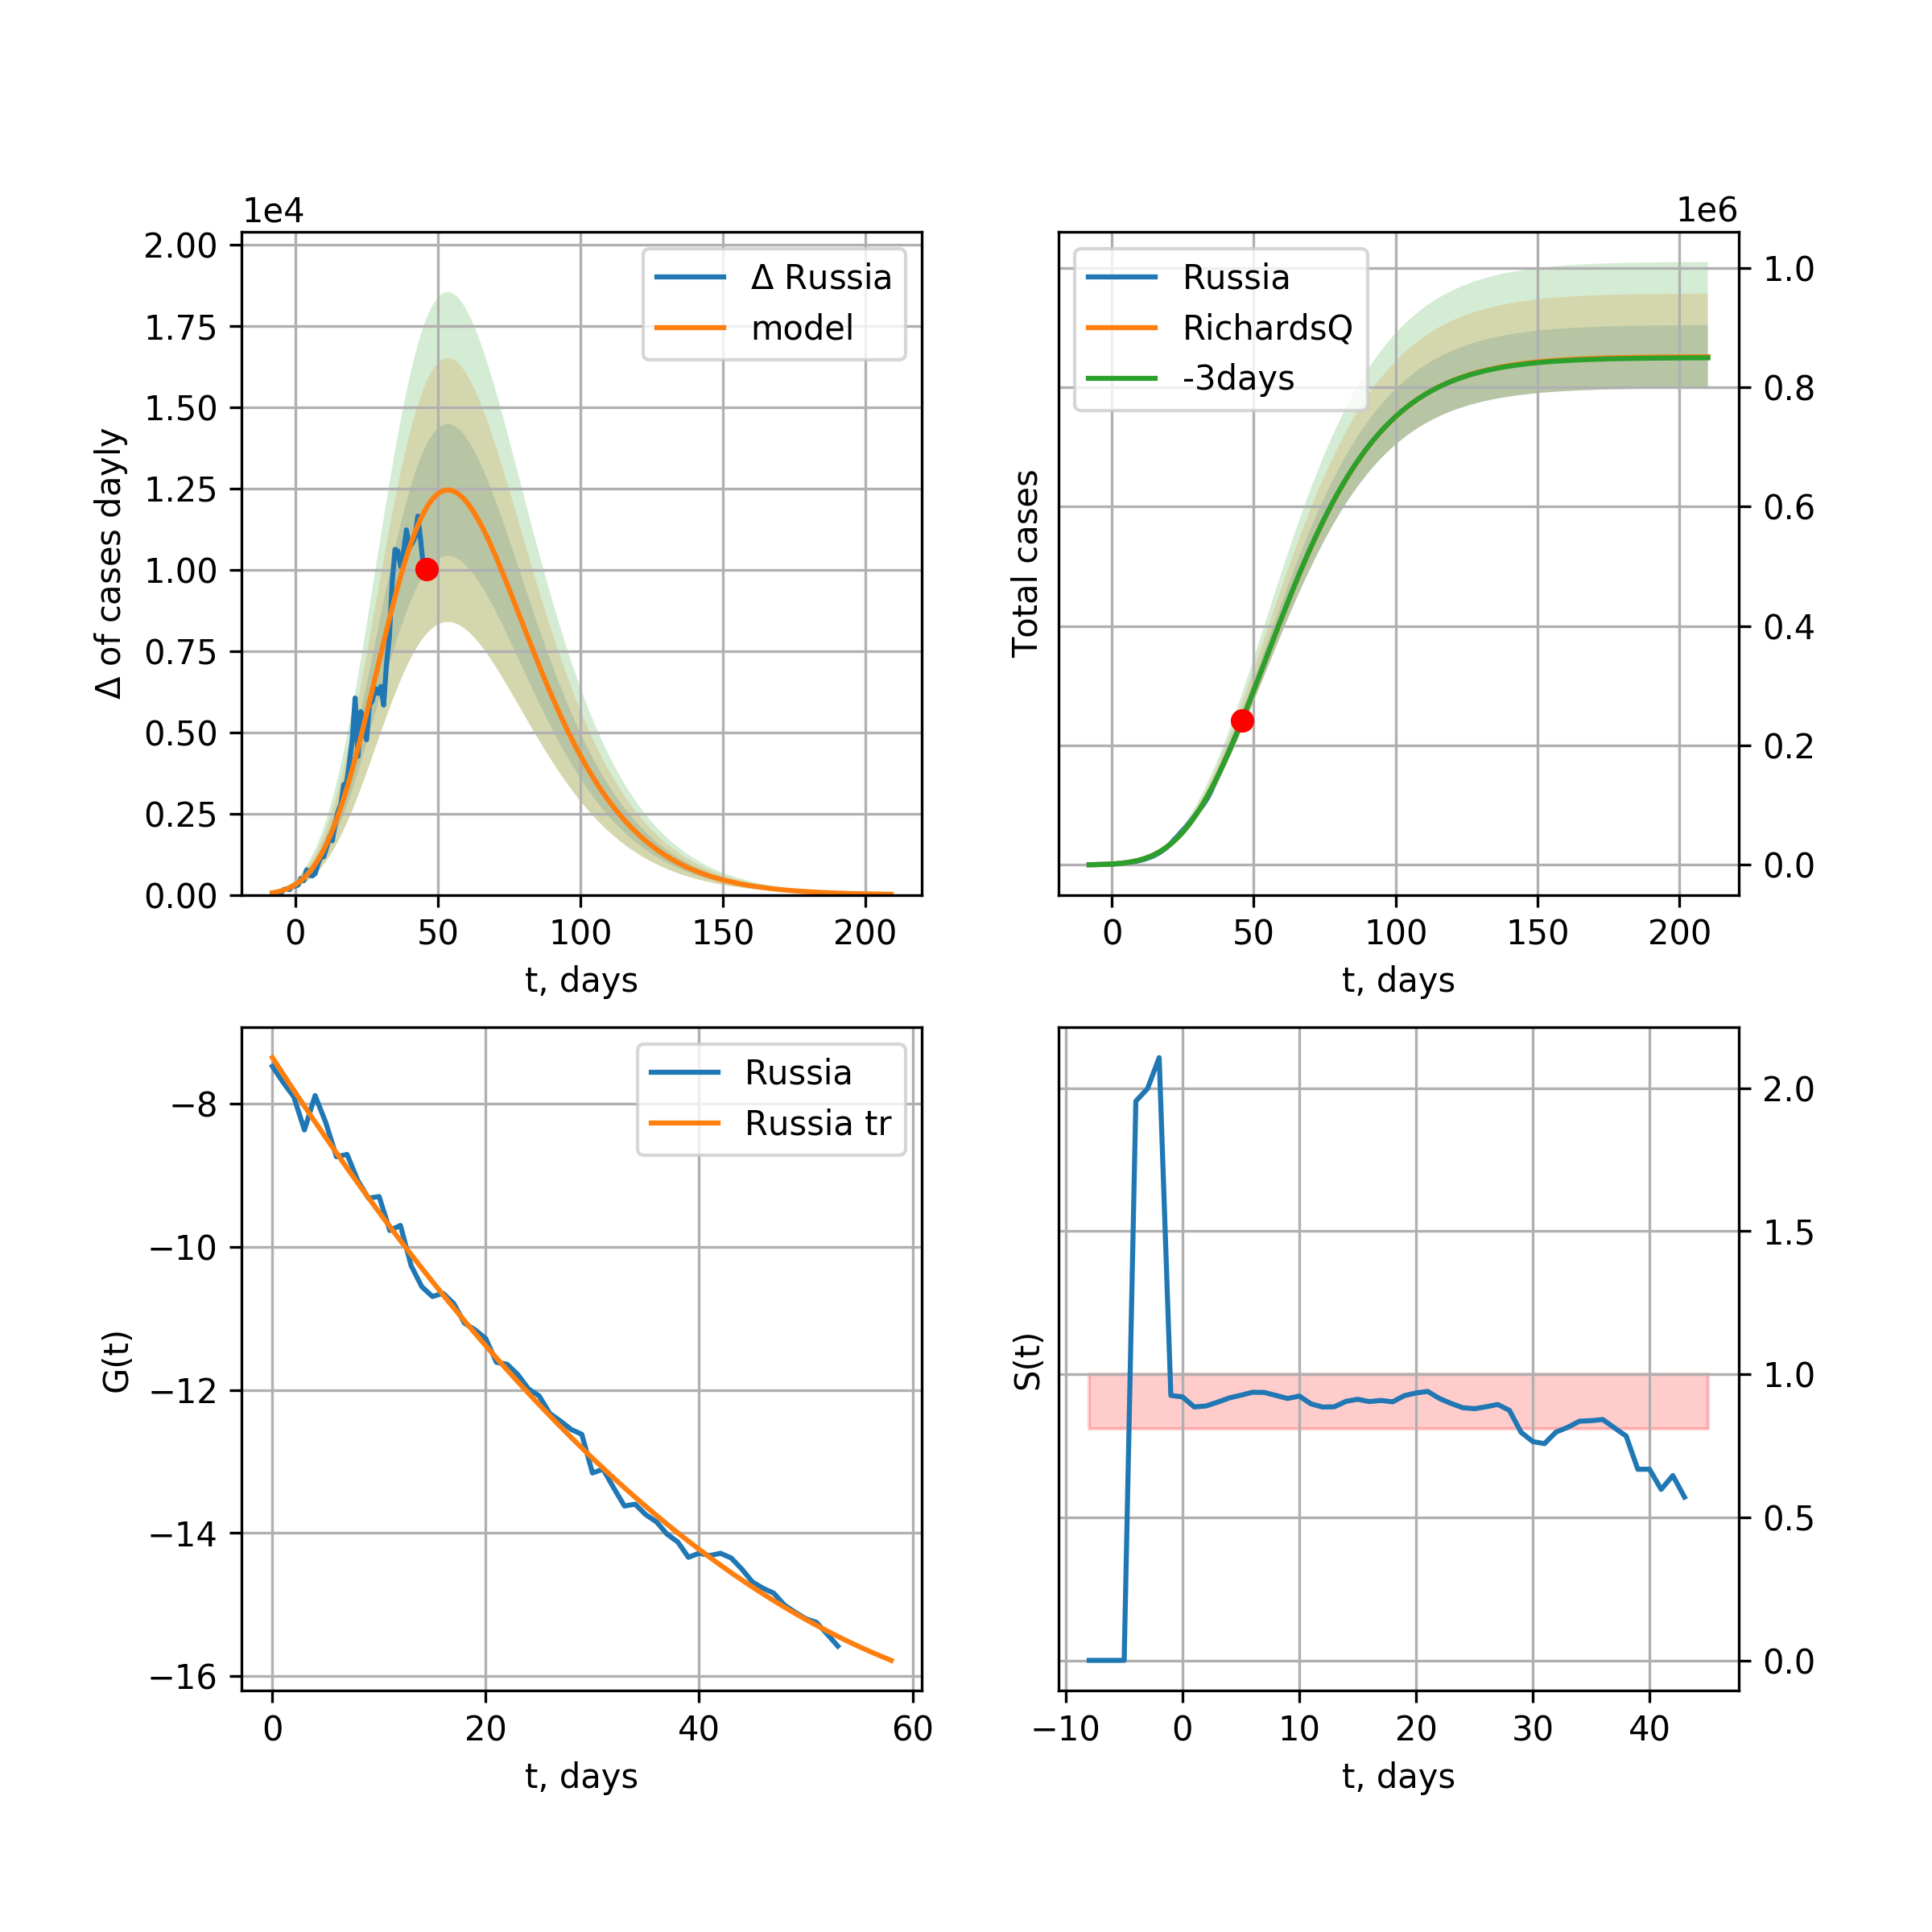 1e4
Δ of cases dayly
2.00
1.75
1.50
1.25
1.00
0.75
0.50
0.25
0.00
Δ Russia
model
0 50 100 150 200
t, days
1e6
Total cases
Russia
RichardsQ
-3days
1.0
0.8
0.6
0.4
0.2
0.0
0 50 100 150 200
t, days
G(t)
−8
−10
−12
−14
−16
Russia
Russia tr
0 20 40 60
t, days
S(t)
2.0
1.5
1.0
0.5
0.0
−10 0 10 20 30 40
t, days